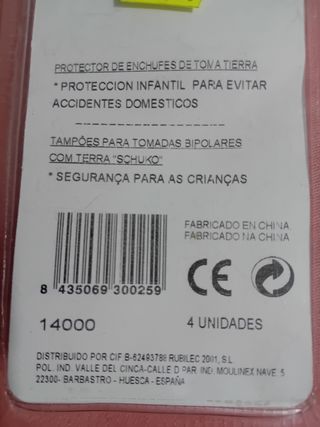 PROTECTOR DE ENCHUFES DE TOMA TIERRA
* PROTECCION INFANTIL PARA EVITAR
ACCIDENTES DOMESTICOS
TAMPÕES PARA TOMADAS BIPOLARES
COM TERRA "SCHUKO"
* SEGURANÇA PARA AS CRIANÇAS
FABRICADO EN CHINA
FABRICADO NA CHINA
CE
8 435069 300259
14000
4 UNIDADES
DISTRIBUIDO POR CIF B-62493788 RUBILEC 2001, S.L
POL. IND. VALLE DEL CINCA-CALLE D PAR. IND. MOULINEX NAVE 5
22300- BARBASTRO - HUESCA - ESPAÑA